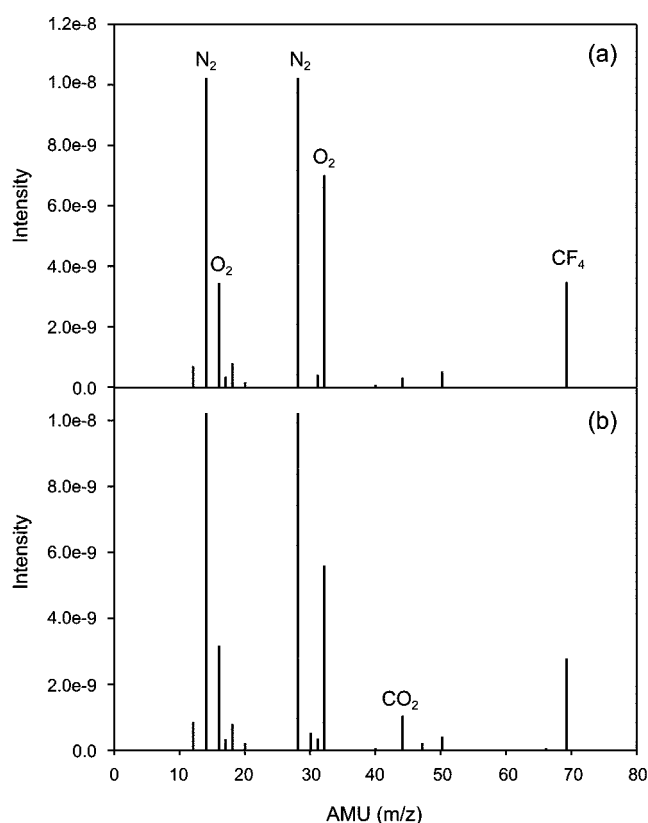 1.2e-8
(a)
N₂
N₂
1.0e-8
8.0e-9
O₂
Intensity
6.0e-9
4.0e-9
O₂
CF₄
2.0e-9
0.0
(b)
1.0e-8
8.0e-9
Intensity
6.0e-9
4.0e-9
2.0e-9
CO₂
0.0
0 10 20 30 40 50 60 70 80
AMU (m/z)